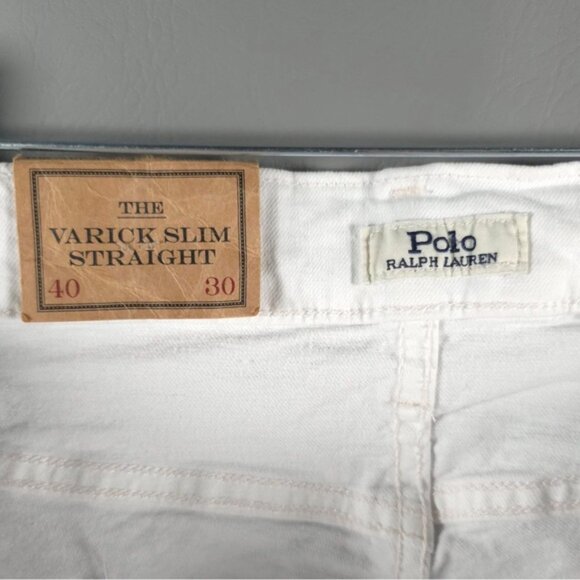 THE
VARICK SLIM
STRAIGHT
40 30
Polo
RALPH LAUREN